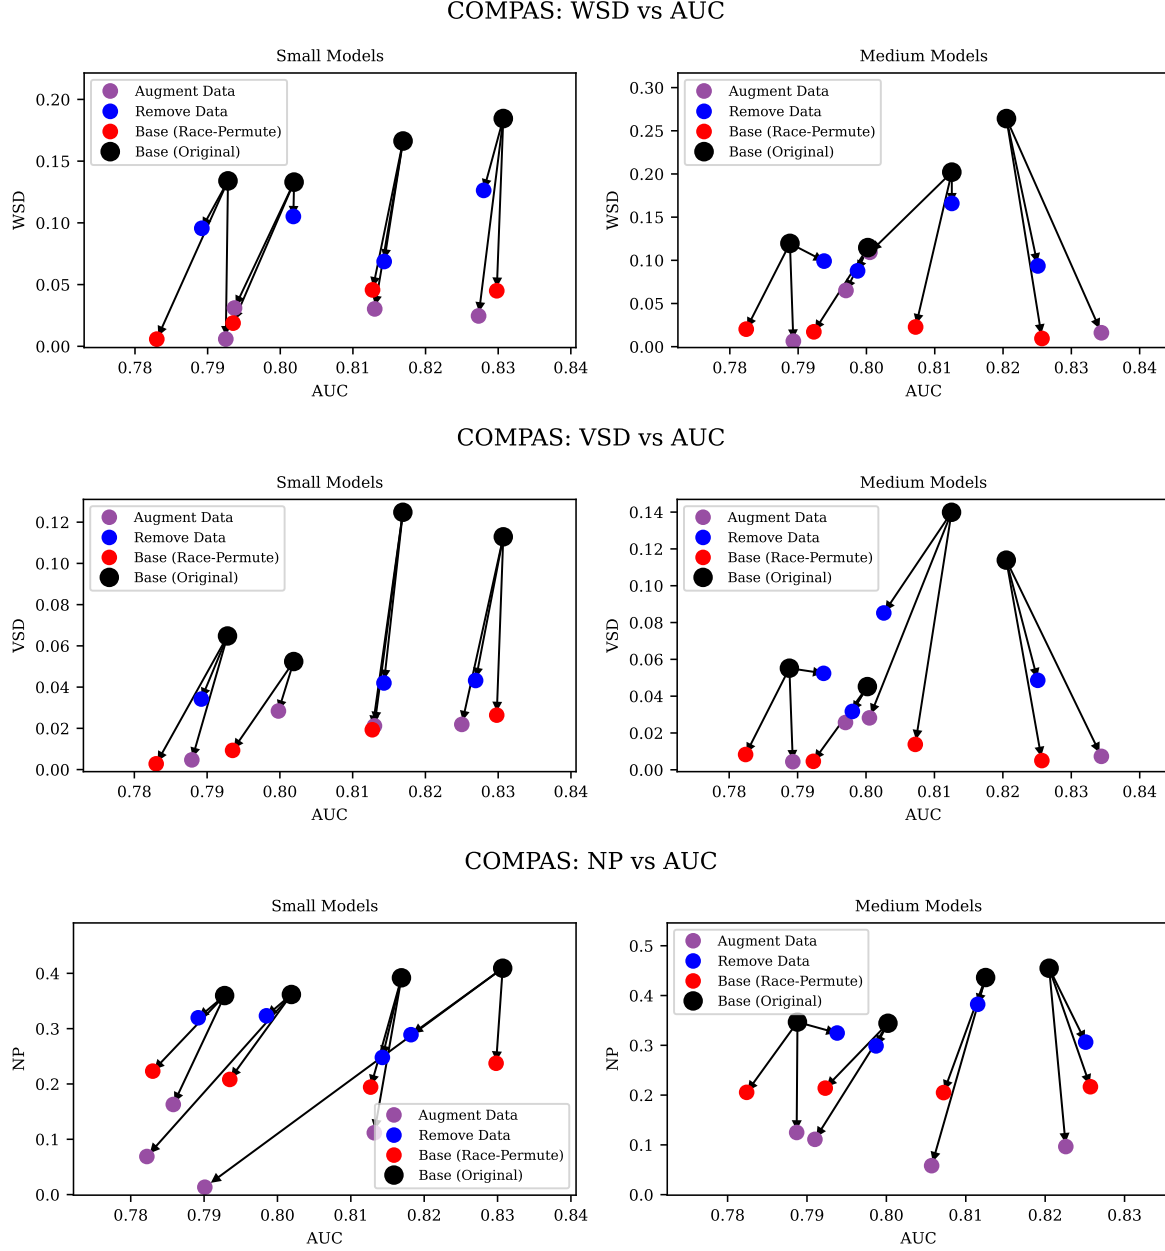 COMPAS: WSD vs AUC
Small Models
Augment Data
Remove Data
Base (Race-Permute)
Base (Original)
WSD
0.20
0.15
0.10
0.05
0.00
0.78 0.79 0.80 0.81 0.82 0.83 0.84
AUC
Medium Models
Augment Data
Remove Data
Base (Race-Permute)
Base (Original)
WSD
0.30
0.25
0.20
0.15
0.10
0.05
0.00
0.78 0.79 0.80 0.81 0.82 0.83 0.84
AUC
COMPAS: VSD vs AUC
Small Models
Augment Data
Remove Data
Base (Race-Permute)
Base (Original)
VSD
0.12
0.10
0.08
0.06
0.04
0.02
0.00
0.78 0.79 0.80 0.81 0.82 0.83 0.84
AUC
Medium Models
Augment Data
Remove Data
Base (Race-Permute)
Base (Original)
VSD
0.14
0.12
0.10
0.08
0.06
0.04
0.02
0.00
0.78 0.79 0.80 0.81 0.82 0.83 0.84
AUC
COMPAS: NP vs AUC
Small Models
NP
0.4
0.3
0.2
0.1
0.0
Augment Data
Remove Data
Base (Race-Permute)
Base (Original)
0.78 0.79 0.80 0.81 0.82 0.83 0.84
AUC
Medium Models
Augment Data
Remove Data
Base (Race-Permute)
Base (Original)
NP
0.5
0.4
0.3
0.2
0.1
0.0
0.78 0.79 0.80 0.81 0.82 0.83
AUC